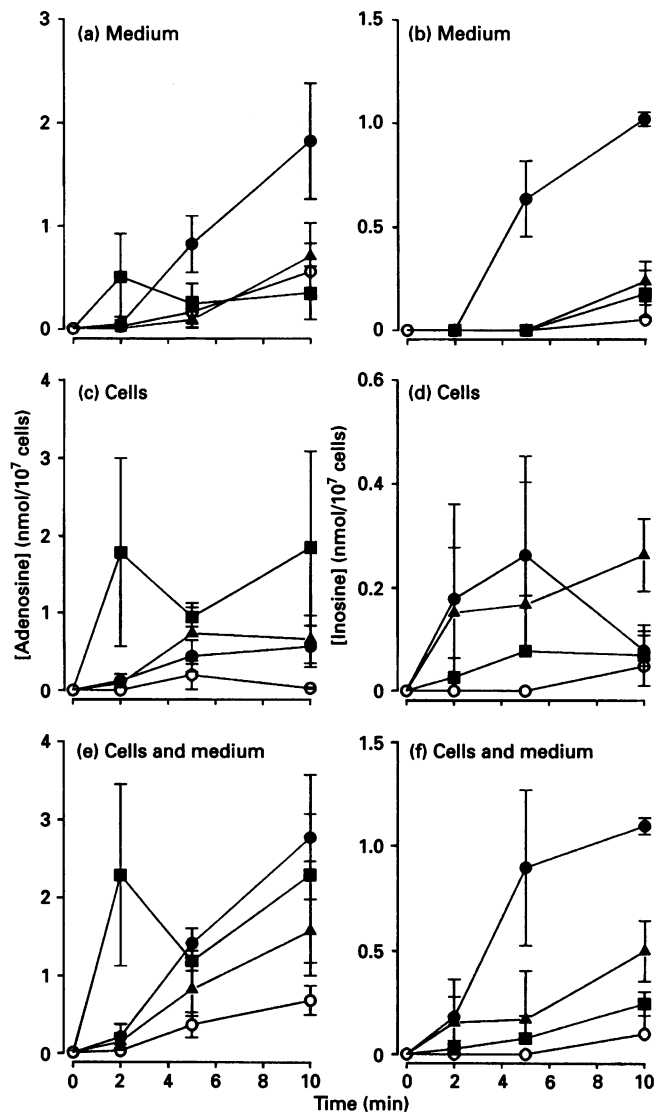 (a) Medium
3
2
1
0
(b) Medium
1.5
1.0
0.5
0
(c) Cells
4
3
2
1
0
[Adenosine] (nmol/10⁷ cells)
(d) Cells
0.6
0.4
0.2
0
[Inosine] (nmol/10⁷ cells)
(e) Cells and medium
4
3
2
1
0
0 2 4 6 8 10
(f) Cells and medium
1.5
1.0
0.5
0
0 2 4 6 8 10
Time (min)